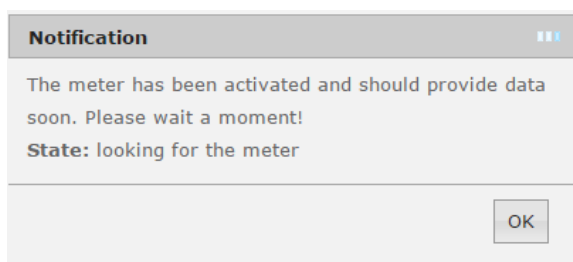 Notification
The meter has been activated and should provide data
soon. Please wait a moment!
State: looking for the meter
OK